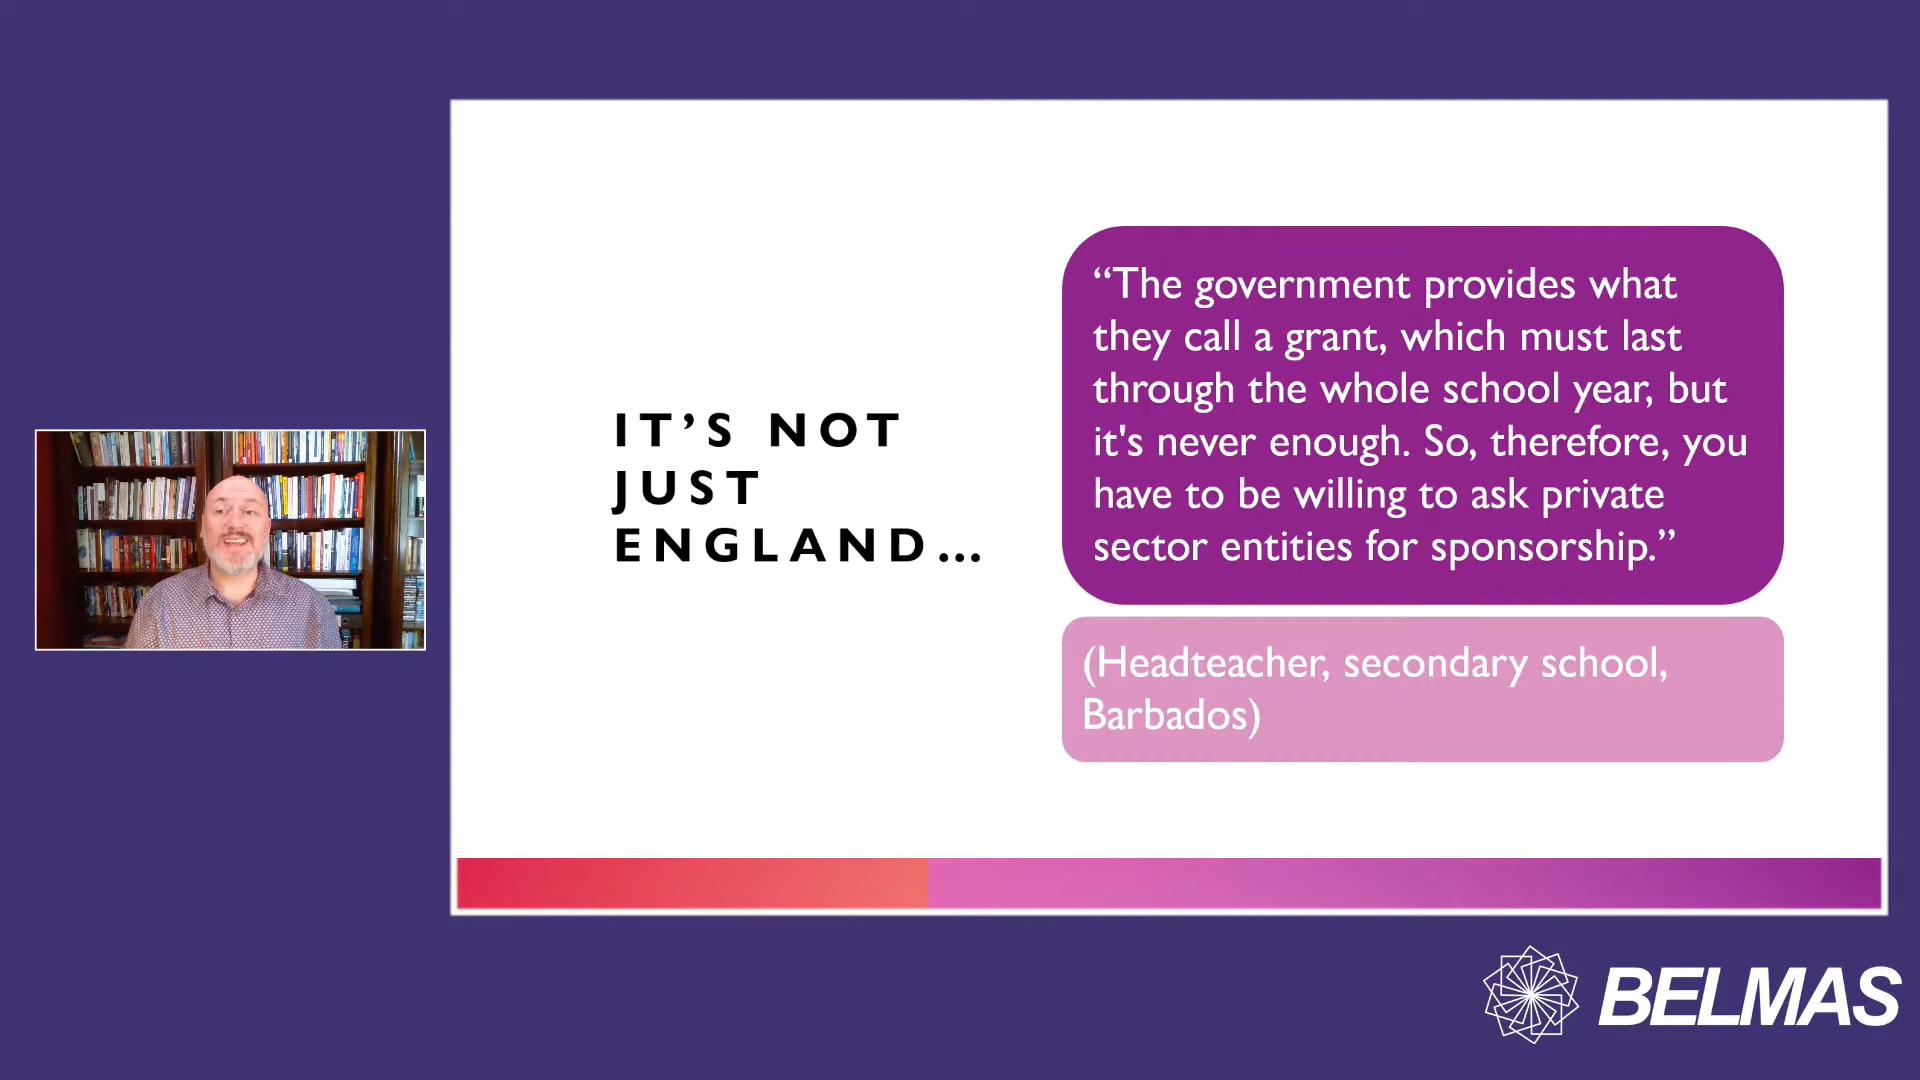 IT’S NOT
JUST
ENGLAND...
“The government provides what
they call a grant, which must last
through the whole school year, but
it's never enough. So, therefore, you
have to be willing to ask private
sector entities for sponsorship.”
(Headteacher, secondary school,
Barbados)
BELMAS